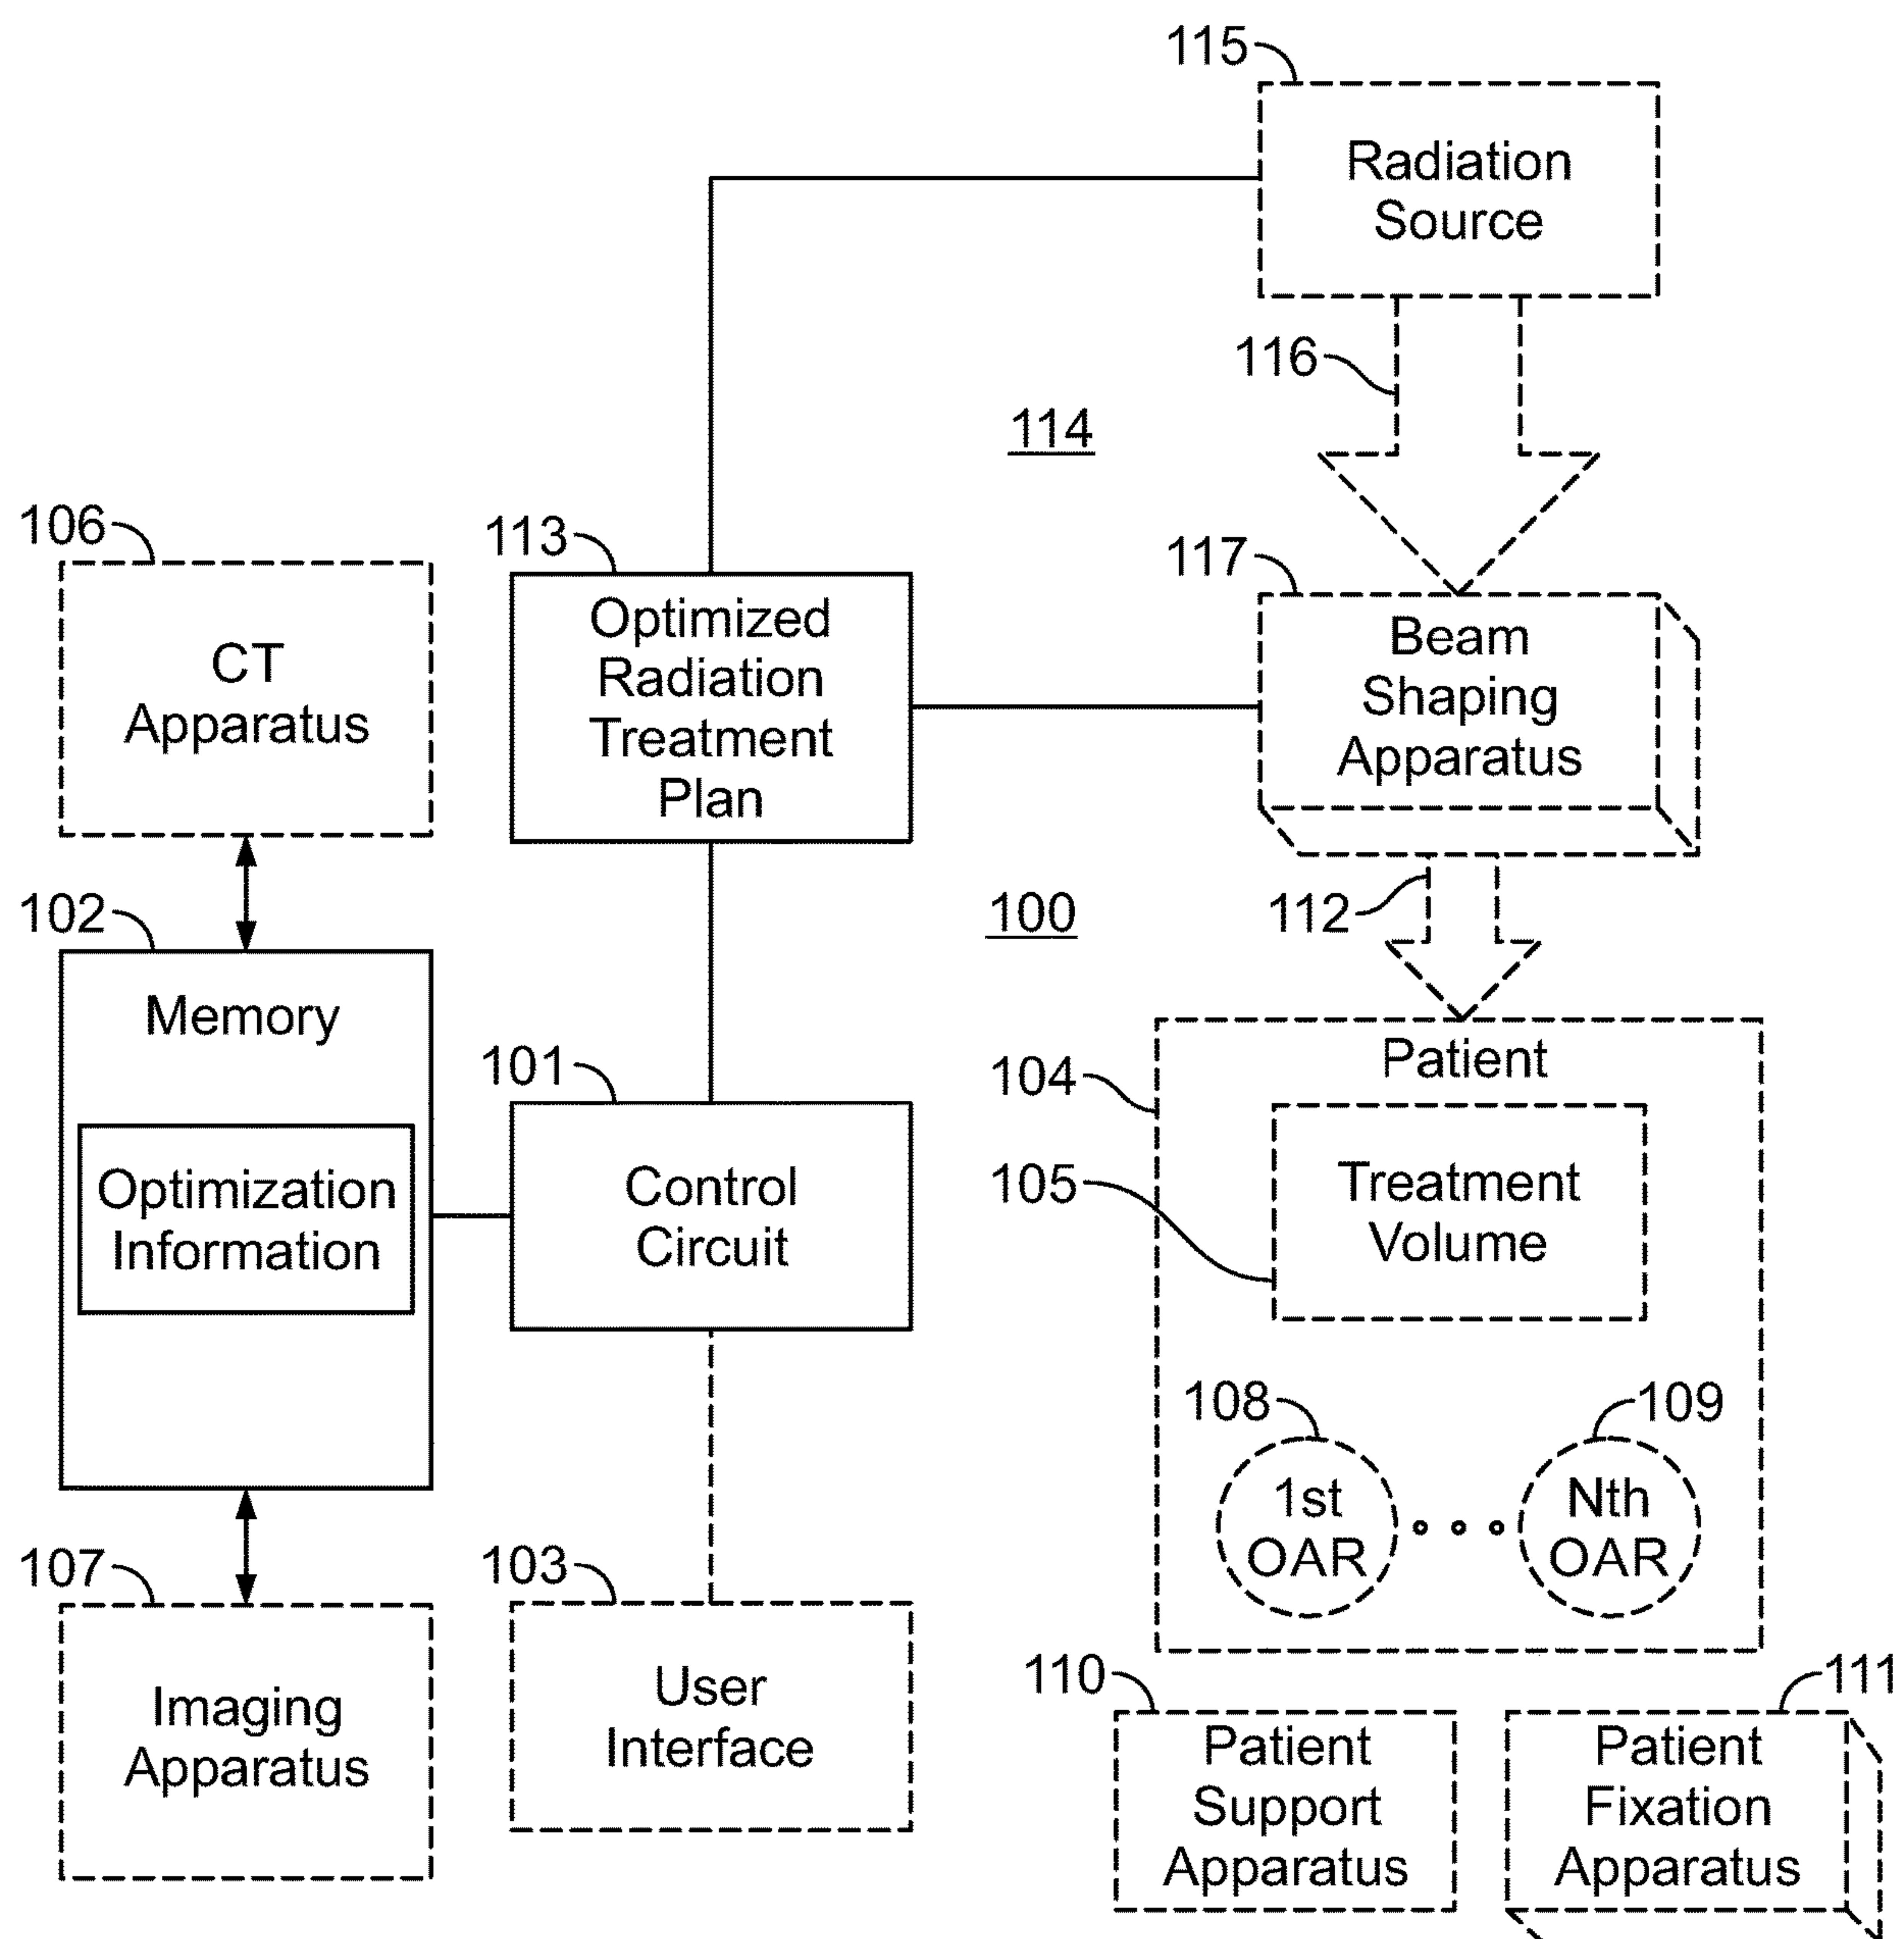 115
Radiation
Source
116
114
106
CT
Apparatus
113
Optimized
Radiation
Treatment
Plan
117
Beam
Shaping
Apparatus
102
Memory
Optimization
Information
100
112
101
Control
Circuit
104
Patient
105
Treatment
Volume
108
1st
OAR
109
Nth
OAR
107
Imaging
Apparatus
103
User
Interface
110
Patient
Support
Apparatus
111
Patient
Fixation
Apparatus